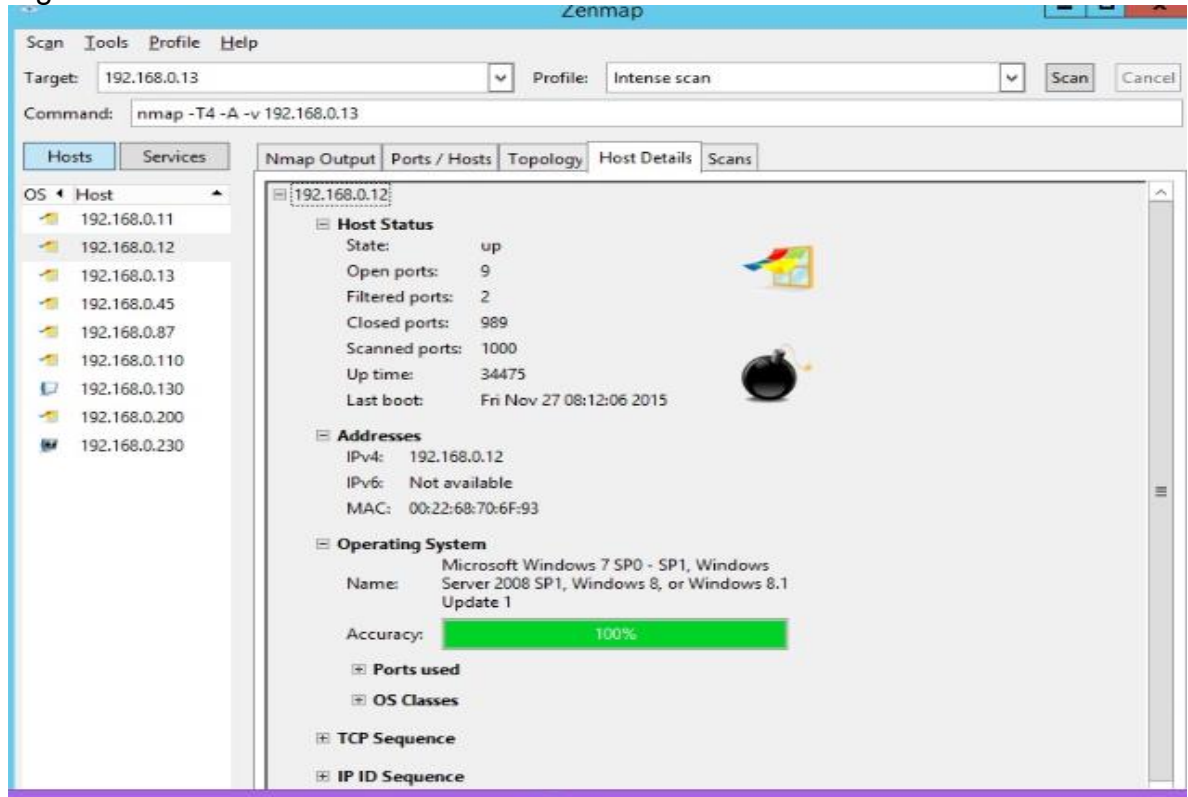 Zenmap
Scan Tools Profile Help
Target: 192.168.0.13 Profile: Intense scan Scan Cancel
Command: nmap -T4 -A -v 192.168.0.13
Hosts Services Nmap Output Ports / Hosts Topology Host Details Scans
OS Host
192.168.0.11
192.168.0.12
192.168.0.13
192.168.0.45
192.168.0.87
192.168.0.110
192.168.0.130
192.168.0.200
192.168.0.230
192.168.0.12
Host Status
State: up
Open ports: 9
Filtered ports: 2
Closed ports: 989
Scanned ports: 1000
Up time: 34475
Last boot: Fri Nov 27 08:12:06 2015
Addresses
IPv4: 192.168.0.12
IPv6: Not available
MAC: 00:22:68:70:6F:93
Operating System
Name: Microsoft Windows 7 SP0 - SP1, Windows
Server 2008 SP1, Windows 8, or Windows 8.1
Update 1
Accuracy: 100%
Ports used
OS Classes
TCP Sequence
IP ID Sequence